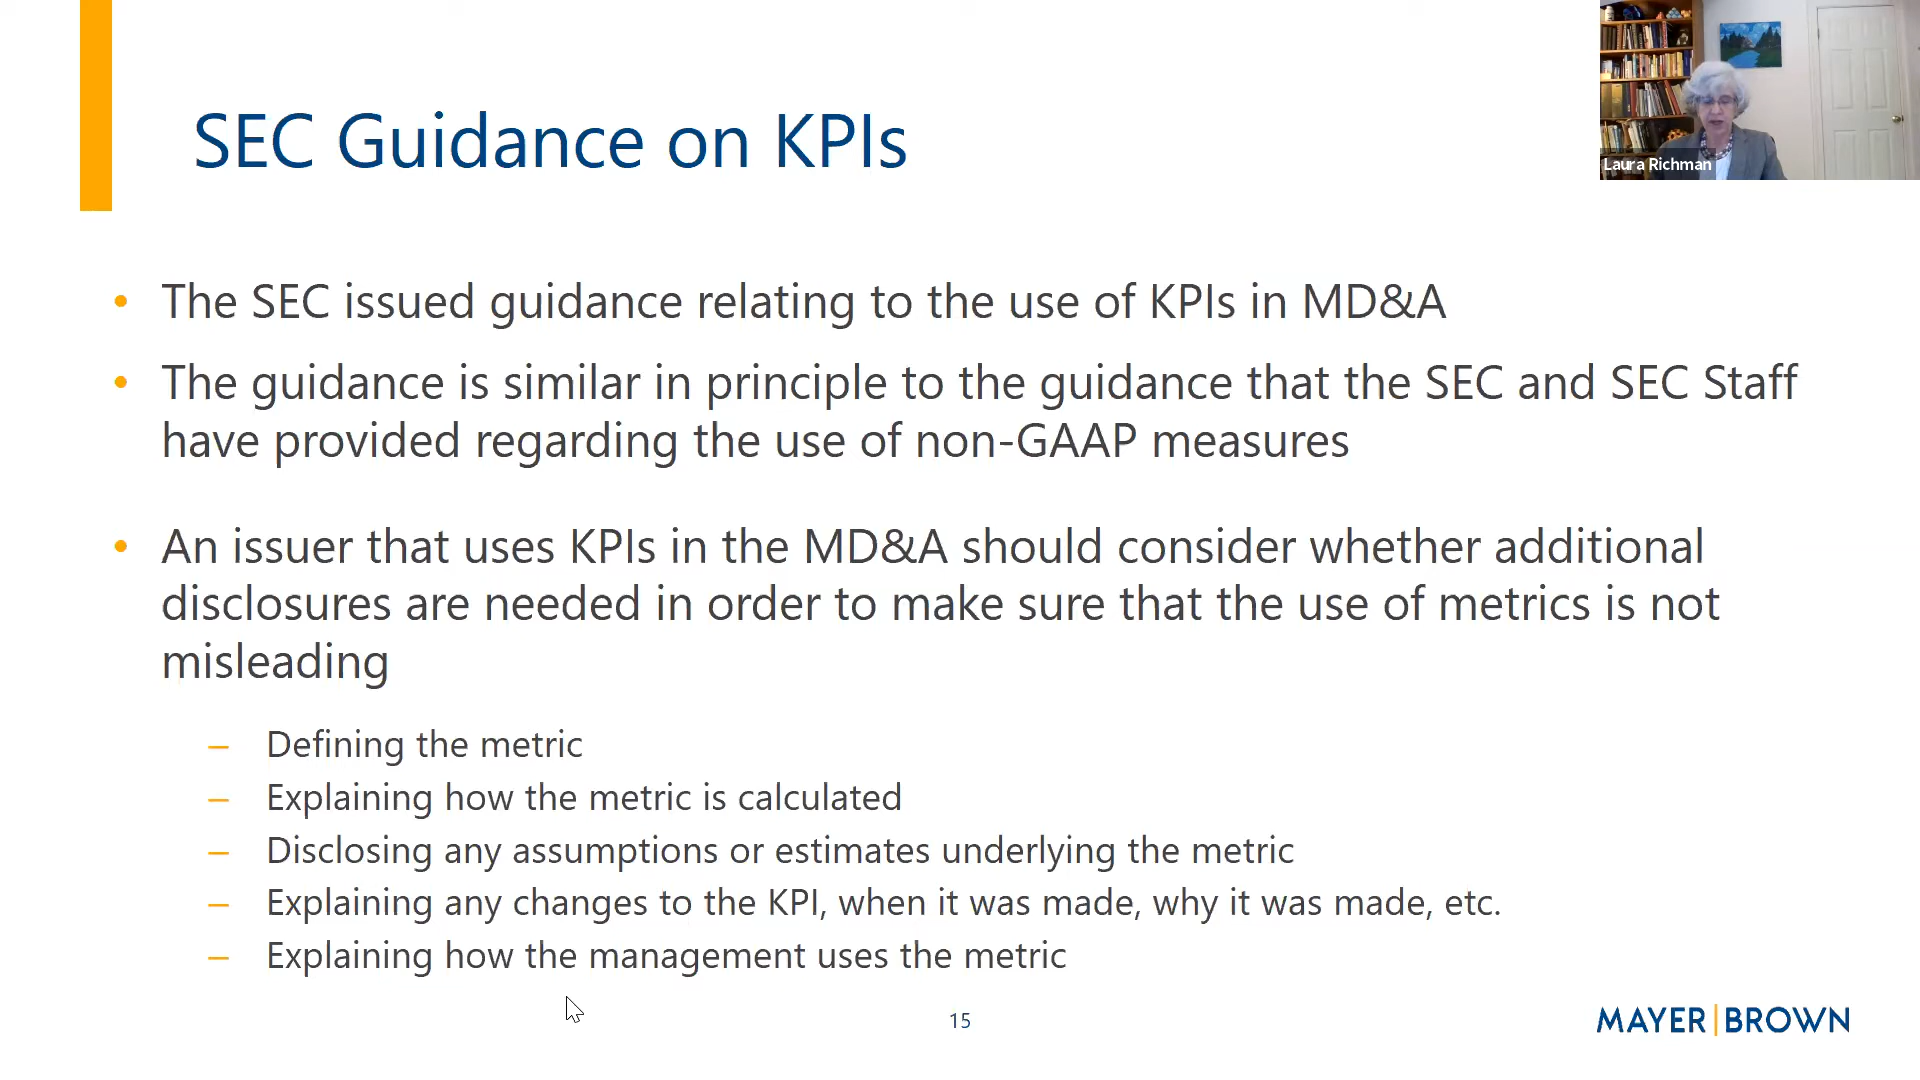 SEC Guidance on KPIs
Laura Richman
• The SEC issued guidance relating to the use of KPIs in MD&A
• The guidance is similar in principle to the guidance that the SEC and SEC Staff
have provided regarding the use of non-GAAP measures
• An issuer that uses KPIs in the MD&A should consider whether additional
disclosures are needed in order to make sure that the use of metrics is not
misleading
– Defining the metric
– Explaining how the metric is calculated
– Disclosing any assumptions or estimates underlying the metric
– Explaining any changes to the KPI, when it was made, why it was made, etc.
– Explaining how the management uses the metric
15
MAYER|BROWN